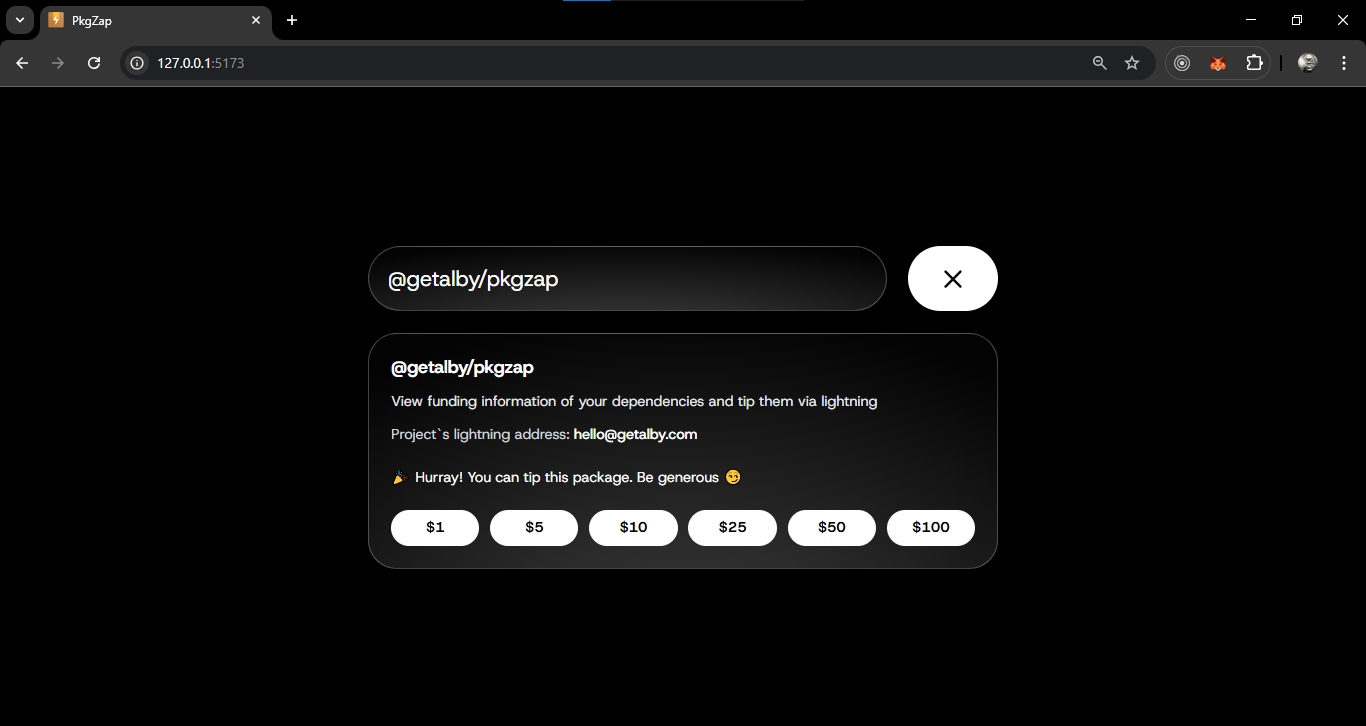 PkgZap
127.0.0.1:5173
@getalby/pkgzap
@getalby/pkgzap
View funding information of your dependencies and tip them via lightning
Project`s lightning address: hello@getalby.com
🎉 Hurray! You can tip this package. Be generous 😏
$1 $5 $10 $25 $50 $100